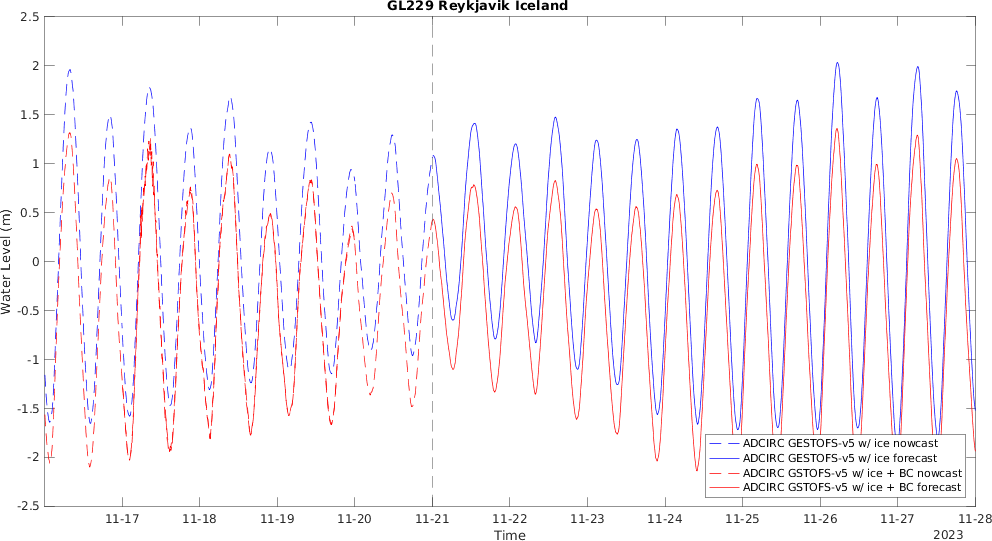 GL229 Reykjavik Iceland
2.5
2
1.5
1
0.5
0
-0.5
-1
-1.5
-2
-2.5
Water Level (m)
ADCIRC GESTOFS-v5 w/ ice nowcast
ADCIRC GESTOFS-v5 w/ ice forecast
ADCIRC GSTOFS-v5 w/ ice + BC nowcast
ADCIRC GSTOFS-v5 w/ ice + BC forecast
11-17 11-18 11-19 11-20 11-21 11-22 11-23 11-24 11-25 11-26 11-27 11-28
Time
2023